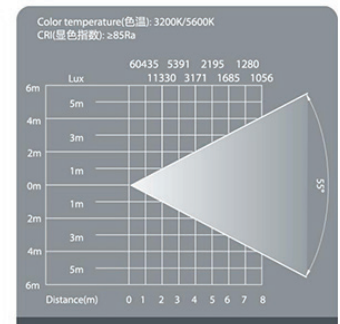 Color temperature(色温): 3200K/5600K
CRI(显色指数): ≥85Ra
60435 5391 2195 1280
Lux 11330 3171 1685 1056
6m
5m
4m
3m
2m
1m
0m
1m
2m
3m
4m
5m
6m
55°
Distance(m) 0 1 2 3 4 5 6 7 8